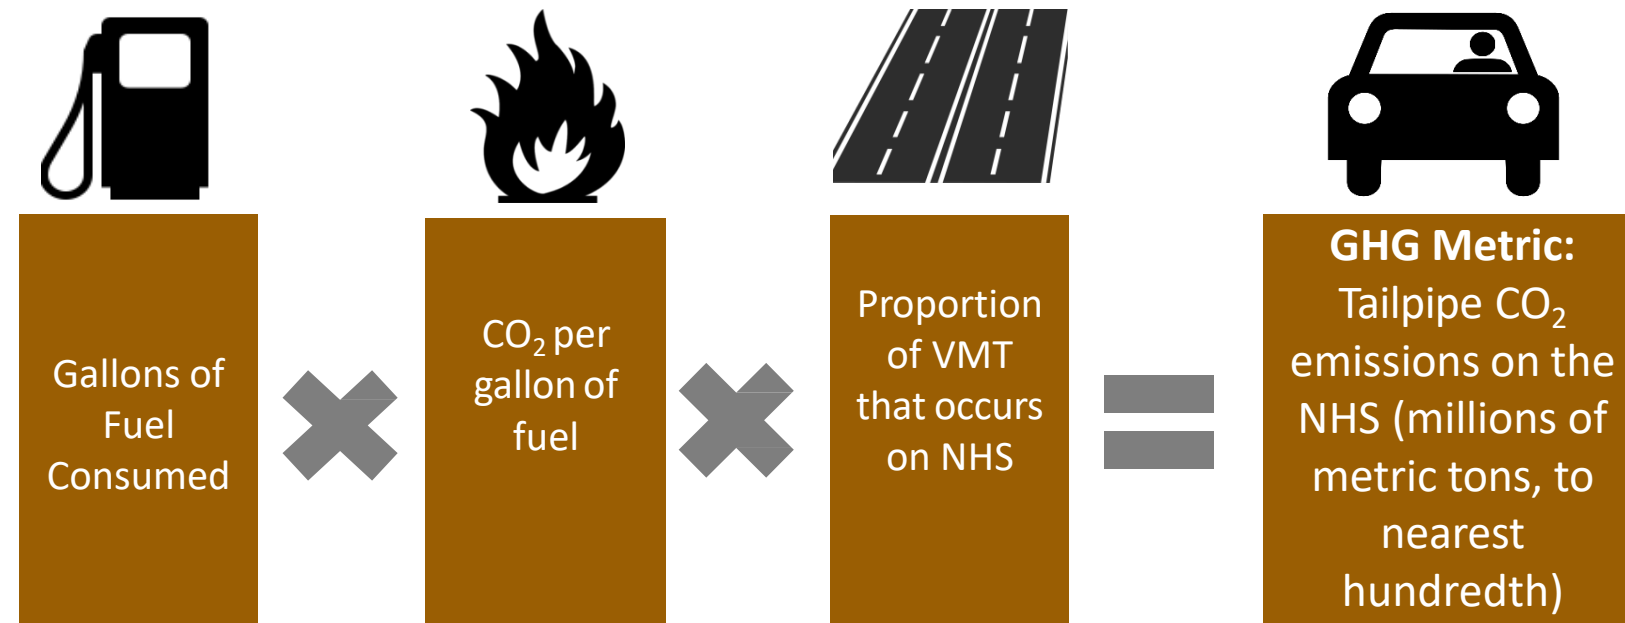 Gallons of
Fuel
Consumed
CO₂ per
gallon of
fuel
Proportion
of VMT
that occurs
on NHS
GHG Metric:
Tailpipe CO₂
emissions on the
NHS (millions of
metric tons, to
nearest
hundredth)